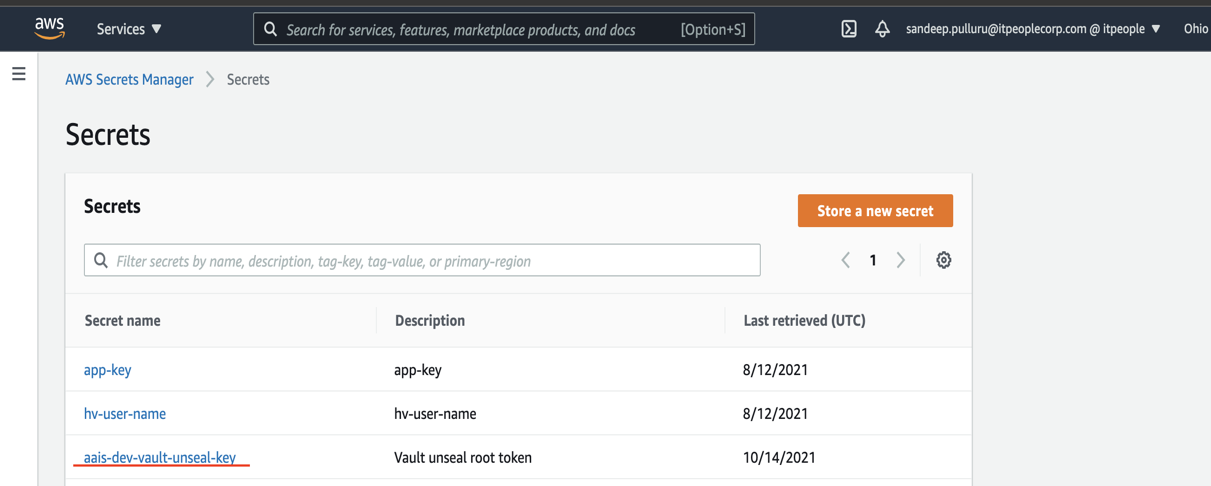 aws Services ▼ Search for services, features, marketplace products, and docs [Option+S] sandeep.pulluru@itpeoplecorp.com @ itpeople ▼ Ohio
AWS Secrets Manager > Secrets
Secrets
Secrets
Store a new secret
Filter secrets by name, description, tag-key, tag-value, or primary-region < 1 >
Secret name Description Last retrieved (UTC)
app-key app-key 8/12/2021
hv-user-name hv-user-name 8/12/2021
aais-dev-vault-unseal-key Vault unseal root token 10/14/2021